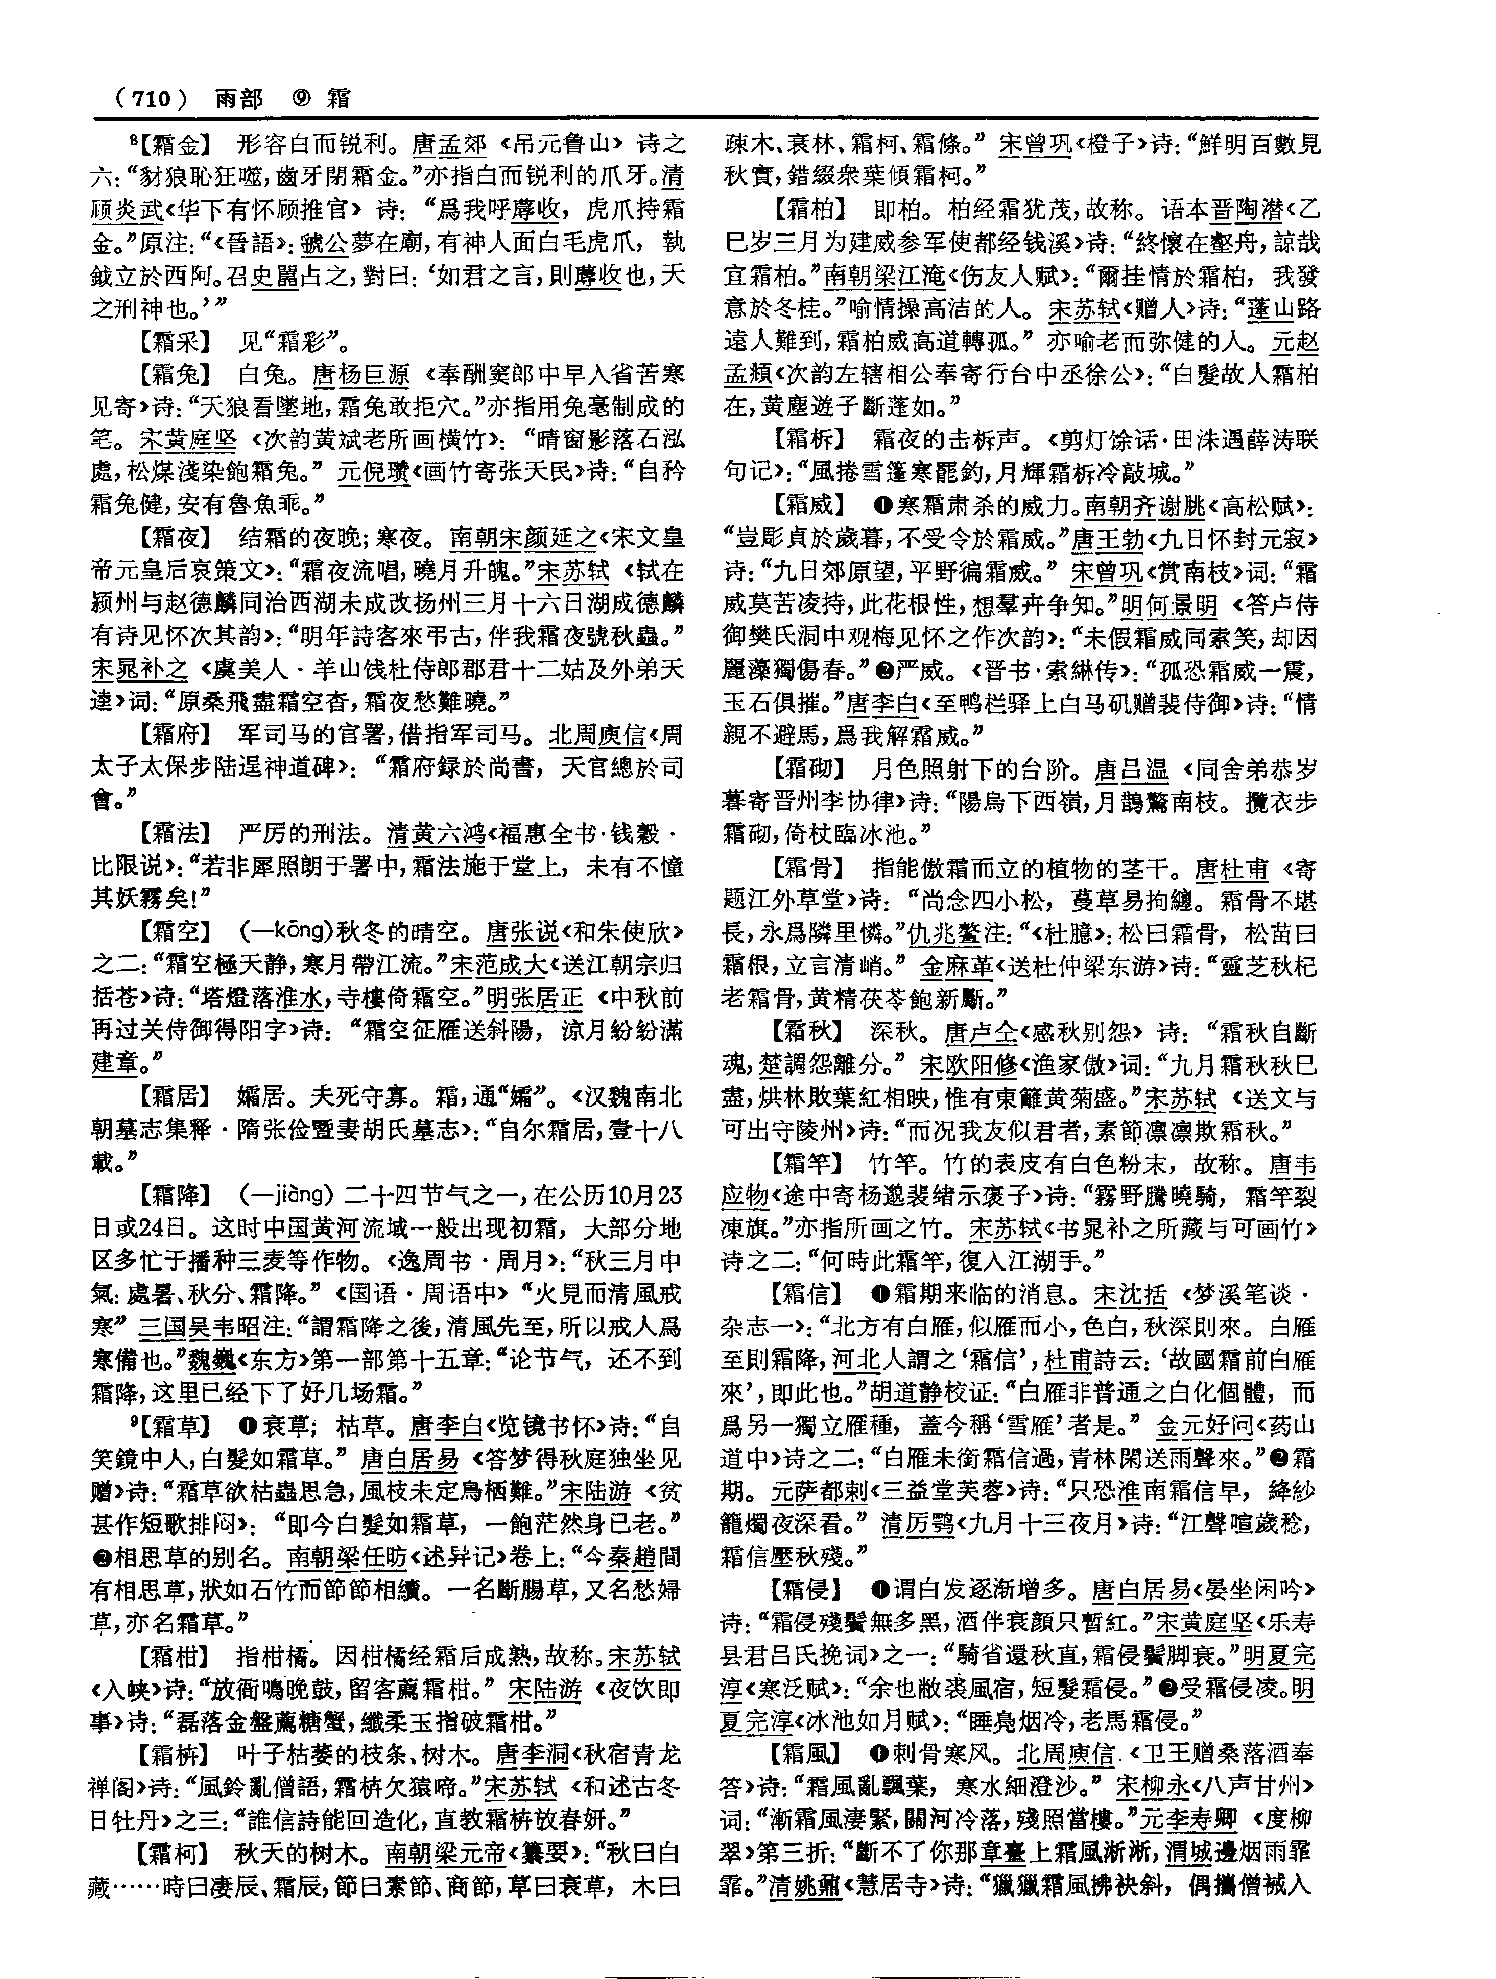 （710） 雨部 ⑨ 霜
⁸【霜金】 形容白而锐利。唐孟郊《吊元鲁山》诗之
六：“豺狼恥狂噬，齒牙閉霜金。”亦指白而锐利的爪牙。清
顾炎武《华下有怀顾推官》诗：“爲我呼蓐收，虎爪持霜
金。”原注：“《晉語》：虢公夢在廟，有神人面白毛虎爪，執
鉞立於西阿。召史嚚占之，對曰：‘如君之言，則蓐收也，天
之刑神也。’”
【霜采】 见“霜彩”。
【霜兔】 白兔。唐杨巨源《奉酬窦郎中早入省苦寒
见寄》诗：“天狼看墜地，霜兔敢拒穴。”亦指用兔毫制成的
笔。宋黄庭坚《次韵黄斌老所画横竹》：“晴窗影落石泓
處，松煤淺染飽霜兔。”元倪瓒《画竹寄张天民》诗：“自矜
霜兔健，安有魯魚乖。”
【霜夜】 结霜的夜晚；寒夜。南朝宋颜延之《宋文皇
帝元皇后哀策文》：“霜夜流唱，曉月升魄。”宋苏轼《轼在
颍州与赵德麟同治西湖未成改扬州三月十六日湖成德麟
有诗见怀次其韵》：“明年詩客來弔古，伴我霜夜號秋蟲。”
宋晁补之《虞美人·羊山饯杜侍郎郡君十二姑及外弟天
逵》词：“原桑飛盡霜空杳，霜夜愁難曉。”
【霜府】 军司马的官署，借指军司马。北周庾信《周
太子太保步陆逞神道碑》：“霜府録於尚書，天官總於司
會。”
【霜法】 严厉的刑法。清黄六鸿《福惠全书·钱穀·
比限说》：“若非犀照朗于署中，霜法施于堂上，未有不憧
其妖霧矣！”
【霜空】 （—kōng）秋冬的晴空。唐张说《和朱使欣》
之二：“霜空極天静，寒月帶江流。”宋范成大《送江朝宗归
括苍》诗：“塔燈落淮水，寺樓倚霜空。”明张居正《中秋前
再过关侍御得阳字》诗：“霜空征雁送斜陽，凉月紛紛滿
建章。”
【霜居】 孀居。夫死守寡。霜，通“孀”。《汉魏南北
朝墓志集释·隋张俭暨妻胡氏墓志》：“自尔霜居，壹十八
載。”
【霜降】 （—jiàng）二十四节气之一，在公历10月23
日或24日。这时中国黄河流域一般出现初霜，大部分地
区多忙于播种三麦等作物。《逸周书·周月》：“秋三月中
氣：處暑、秋分、霜降。”《国语·周语中》“火見而清風戒
寒”三国吴韦昭注：“謂霜降之後，清風先至，所以戒人爲
寒備也。”魏巍《东方》第一部第十五章：“论节气，还不到
霜降，这里已经下了好几场霜。”
⁹【霜草】 ❶衰草；枯草。唐李白《览镜书怀》诗：“自
笑鏡中人，白髮如霜草。”唐白居易《答梦得秋庭独坐见
赠》诗：“霜草欲枯蟲思急，風枝未定鳥栖難。”宋陆游《贫
甚作短歌排闷》：“即今白髮如霜草，一飽茫然身已老。”
❷相思草的别名。南朝梁任昉《述异记》卷上：“今秦趙間
有相思草，狀如石竹而節節相續。一名斷腸草，又名愁婦
草，亦名霜草。”
【霜柑】 指柑橘。因柑橘经霜后成熟，故称。宋苏轼
《入峡》诗：“放衙鳴晚鼓，留客薦霜柑。”宋陆游《夜饮即
事》诗：“磊落金盤薦糖蟹，纖柔玉指破霜柑。”
【霜枿】 叶子枯萎的枝条、树木。唐李洞《秋宿青龙
禅阁》诗：“風鈴亂僧語，霜枿欠猿啼。”宋苏轼《和述古冬
日牡丹》之三：“誰信詩能回造化，直教霜枿放春妍。”
【霜柯】 秋天的树木。南朝梁元帝《纂要》：“秋曰白
藏……時曰凄辰、霜辰，節曰素節、商節，草曰衰草，木曰
疎木、衰林、霜柯、霜條。”宋曾巩《橙子》诗：“鮮明百數見
秋實，錯綴衆葉傾霜柯。”
【霜柏】 即柏。柏经霜犹茂，故称。语本晋陶潜《乙
巳岁三月为建威参军使都经钱溪》诗：“終懷在壑舟，諒哉
宜霜柏。”南朝梁江淹《伤友人赋》：“爾挂情於霜柏，我發
意於冬桂。”喻情操高洁的人。宋苏轼《赠人》诗：“蓬山路
遠人難到，霜柏威高道轉孤。”亦喻老而弥健的人。元赵
孟頫《次韵左辖相公奉寄行台中丞徐公》：“白髮故人霜柏
在，黄塵遊子斷蓬如。”
【霜柝】 霜夜的击柝声。《剪灯馀话·田洙遇薛涛联
句记》：“風捲雪篷寒罷釣，月輝霜柝冷敲城。”
【霜威】 ❶寒霜肃杀的威力。南朝齐谢朓《高松赋》：
“豈彫貞於歲暮，不受令於霜威。”唐王勃《九日怀封元寂》
诗：“九日郊原望，平野徧霜威。”宋曾巩《赏南枝》词：“霜
威莫苦凌持，此花根性，想羣卉争知。”明何景明《答卢侍
御樊氏洞中观梅见怀之作次韵》：“未假霜威同索笑，却因
麗藻獨傷春。”❷严威。《晋书·索綝传》：“孤恐霜威一震，
玉石俱摧。”唐李白《至鸭栏驿上白马矶赠裴侍御》诗：“情
親不避馬，爲我解霜威。”
【霜砌】 月色照射下的台阶。唐吕温《同舍弟恭岁
暮寄晋州李协律》诗：“陽烏下西嶺，月鵲驚南枝。攬衣步
霜砌，倚杖臨冰池。”
【霜骨】 指能傲霜而立的植物的茎干。唐杜甫《寄
题江外草堂》诗：“尚念四小松，蔓草易拘纏。霜骨不堪
長，永爲隣里憐。”仇兆鳌注：“《杜臆》：松曰霜骨，松苗曰
霜根，立言清峭。”金麻革《送杜仲梁东游》诗：“靈芝秋杞
老霜骨，黄精茯苓飽新斸。”
【霜秋】 深秋。唐卢仝《感秋别怨》诗：“霜秋自斷
魂，楚調怨離分。”宋欧阳修《渔家傲》词：“九月霜秋秋已
盡，烘林敗葉紅相映，惟有東籬黄菊盛。”宋苏轼《送文与
可出守陵州》诗：“而况我友似君者，素節凛凛欺霜秋。”
【霜竿】 竹竿。竹的表皮有白色粉末，故称。唐韦
应物《途中寄杨邈裴绪示褒子》诗：“霧野騰曉騎，霜竿裂
凍旗。”亦指所画之竹。宋苏轼《书晁补之所藏与可画竹》
诗之二：“何時此霜竿，復入江湖手。”
【霜信】 ❶霜期来临的消息。宋沈括《梦溪笔谈·
杂志一》：“北方有白雁，似雁而小，色白，秋深則來。白雁
至則霜降，河北人謂之‘霜信’，杜甫詩云：‘故國霜前白雁
來’，即此也。”胡道静校证：“白雁非普通之白化個體，而
爲另一獨立雁種，蓋今稱‘雪雁’者是。”金元好问《药山
道中》诗之二：“白雁未銜霜信過，青林閑送雨聲來。”❷霜
期。元萨都剌《三益堂芙蓉》诗：“只恐淮南霜信早，絳紗
籠燭夜深看。”清厉鹗《九月十三夜月》诗：“江聲喧歲稔，
霜信壓秋殘。”
【霜侵】 ❶谓白发逐渐增多。唐白居易《晏坐闲吟》
诗：“霜侵殘鬢無多黑，酒伴衰顔只暫紅。”宋黄庭坚《乐寿
县君吕氏挽词》之一：“騎省還秋直，霜侵鬢脚衰。”明夏完
淳《寒泛赋》：“余也敝裘風宿，短髮霜侵。”❷受霜侵凌。明
夏完淳《冰池如月赋》：“睡凫烟冷，老馬霜侵。”
【霜風】 ❶刺骨寒风。北周庾信《卫王赠桑落酒奉
答》诗：“霜風亂飄葉，寒水細澄沙。”宋柳永《八声甘州》
词：“漸霜風凄緊，關河冷落，殘照當樓。”元李寿卿《度柳
翠》第三折：“斷不了你那章臺上霜風淅淅，渭城邊烟雨霏
霏。”清姚鼐《慧居寺》诗：“獵獵霜風拂袂斜，偶攜僧裓入